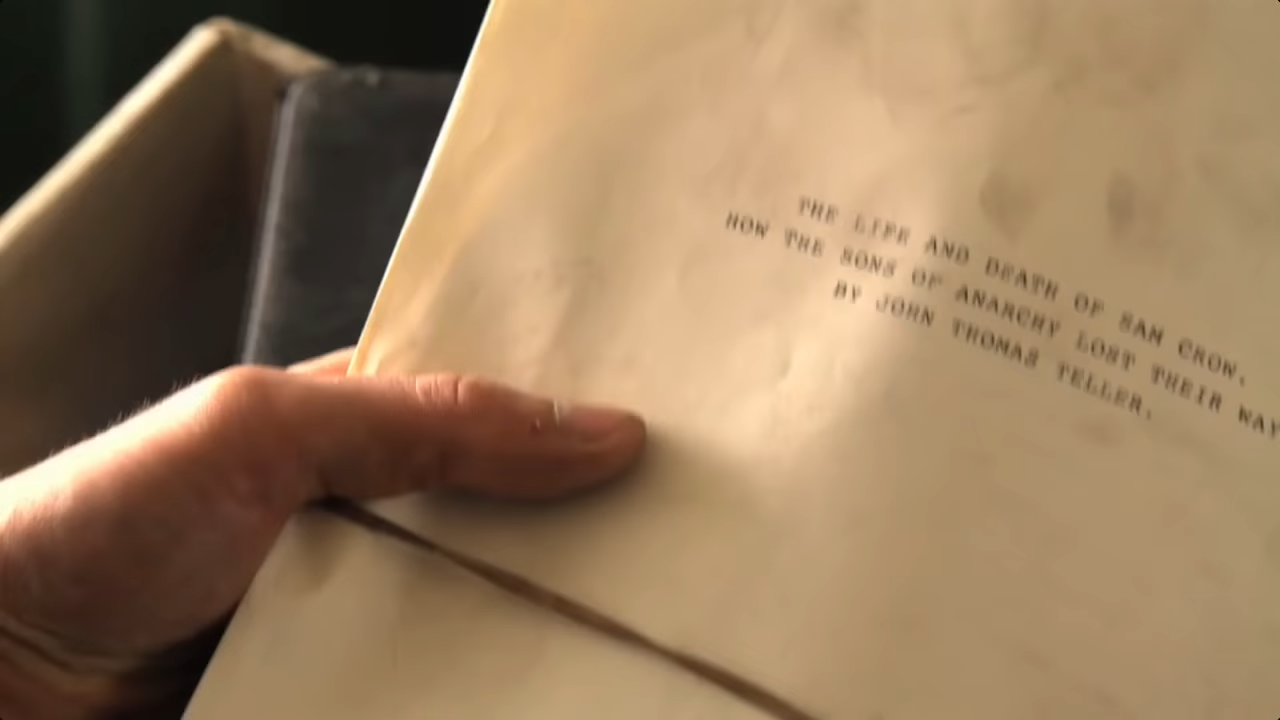 THE LIFE AND DEATH OF SAM CROW.
HOW THE SONS OF ANARCHY LOST THEIR WAY
BY JOHN THOMAS TELLER.